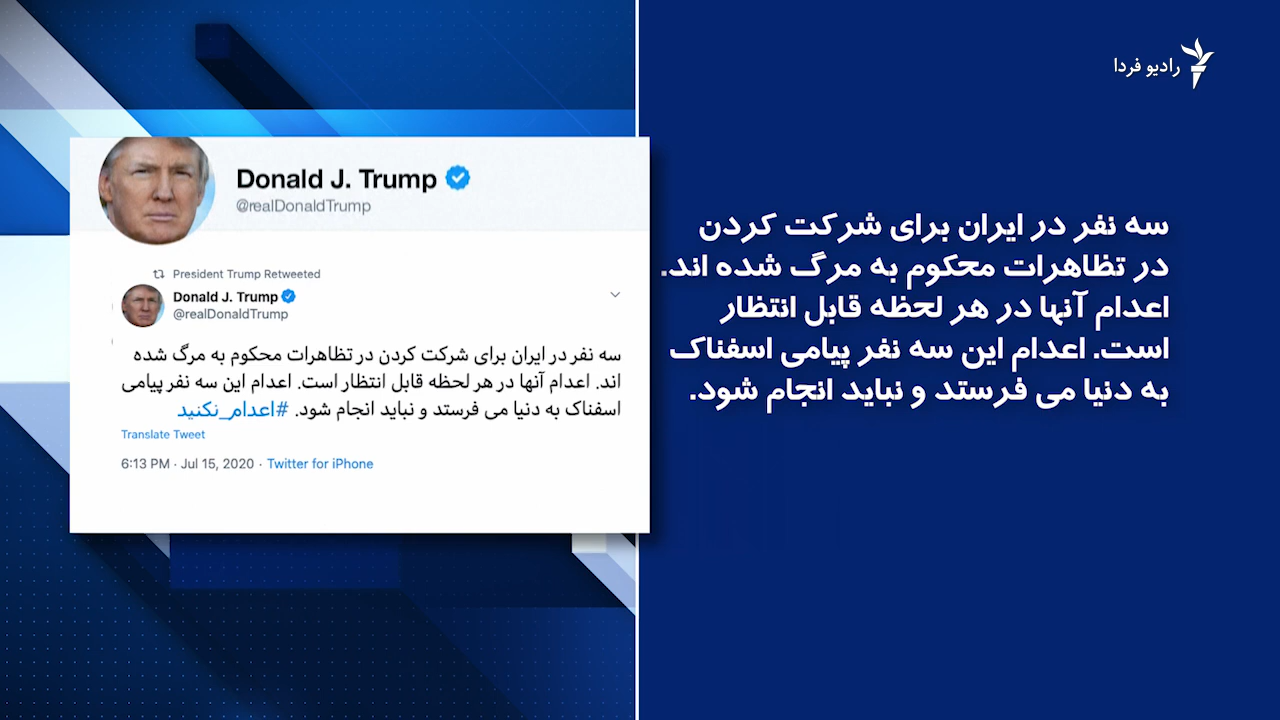 Donald J. Trump
@realDonaldTrump
President Trump Retweeted
Donald J. Trump
@realDonaldTrump
سه نفر در ایران برای شرکت کردن در تظاهرات محکوم به مرگ شده
اند. اعدام آنها در هر لحظه قابل انتظار است. اعدام این سه نفر پیامی
اسفناک به دنیا می فرستد و نباید انجام شود. #اعدام_نکنید
Translate Tweet
6:13 PM · Jul 15, 2020 · Twitter for iPhone
رادیو فردا
سه نفر در ایران برای شرکت کردن
در تظاهرات محکوم به مرگ شده اند.
اعدام آنها در هر لحظه قابل انتظار
است. اعدام این سه نفر پیامی اسفناک
به دنیا می فرستد و نباید انجام شود.